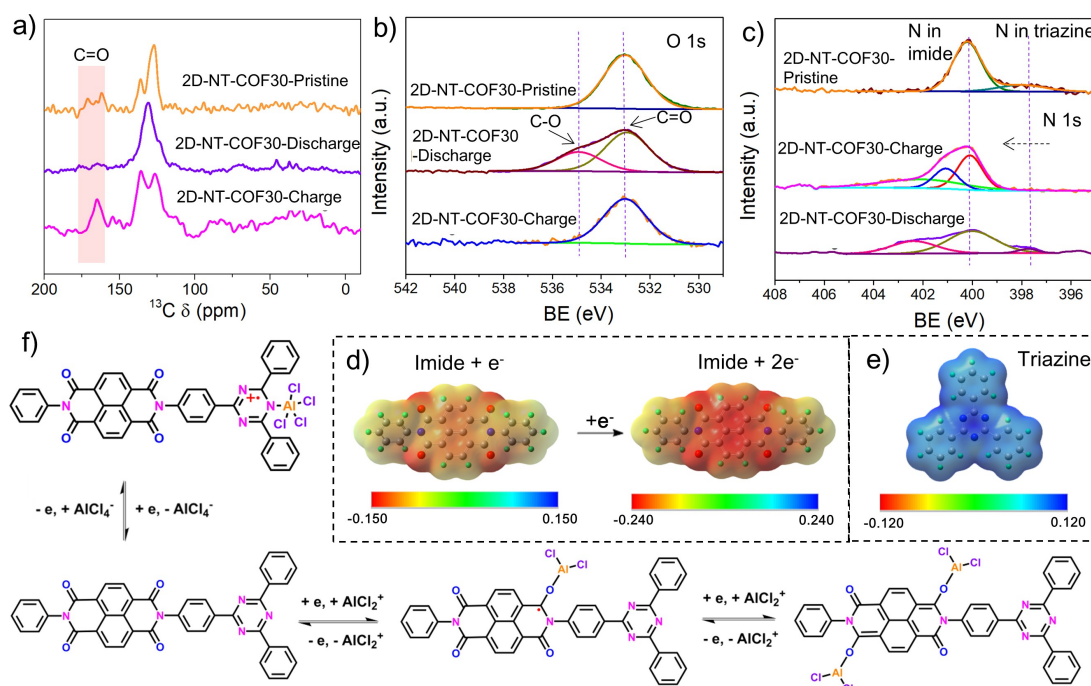 a)
C=O
2D-NT-COF30-Pristine
2D-NT-COF30-Discharge
2D-NT-COF30-Charge
200 150 100 50 0
¹³C δ (ppm)
b)
O 1s
2D-NT-COF30-Pristine
C-O
C=O
2D-NT-COF30
-Discharge
2D-NT-COF30-Charge
Intensity (a.u.)
542 540 538 536 534 532 530
BE (eV)
c)
N in
imide
N in triazine
2D-NT-COF30-
Pristine
N 1s
2D-NT-COF30-Charge
2D-NT-COF30-Discharge
Intensity (a.u.)
408 406 404 402 400 398 396
BE (eV)
f)
O O
N N
O O
N N
N
+•
Al
Cl
Cl
Cl
Cl
- e, + AlCl₄⁻
+ e, - AlCl₄⁻
d)
Imide + e⁻
+e⁻
Imide + 2e⁻
-0.150 0.150
-0.240 0.240
e)
Triazine
-0.120 0.120
O O
N N
O O
N N
N
+ e, + AlCl₂⁺
- e, - AlCl₂⁺
Cl
Al
Cl
O O
N N
O O
N N
N
+ e, + AlCl₂⁺
- e, - AlCl₂⁺
Cl
Al
Cl
O O
N N
O O
N N
N
Al
Cl
Cl